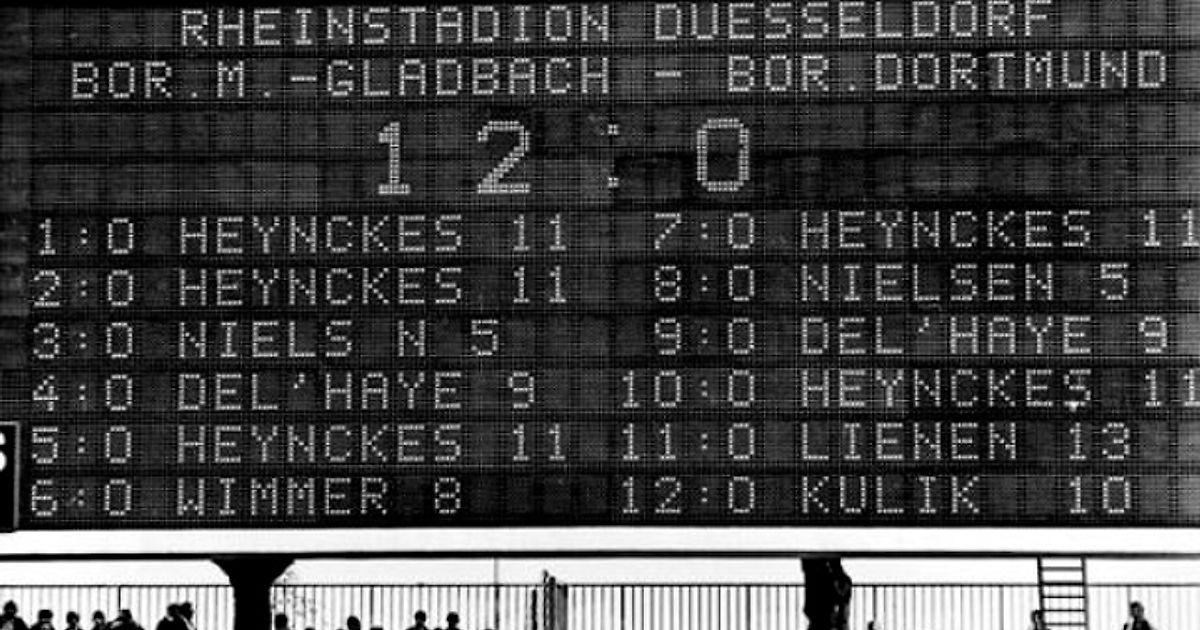 RHEINSTADION DUESSELDORF
BOR.M.-GLADBACH - BOR.DORTMUND
12:0
1:0 HEYNCKES 11 7:0 HEYNCKES 11
2:0 HEYNCKES 11 8:0 NIELSEN 5
3:0 NIELS N 5 9:0 DEL'HAYE 9
4:0 DEL'HAYE 9 10:0 HEYNCKES 11
5:0 HEYNCKES 11 11:0 LIENEN 13
6:0 WIMMER 8 12:0 KULIK 10